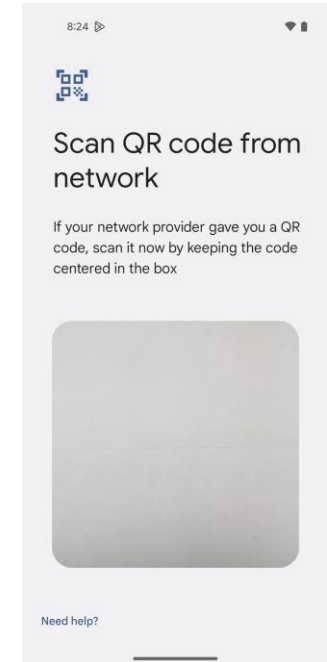 8:24
Scan QR code from
network
If your network provider gave you a QR
code, scan it now by keeping the code
centered in the box
Need help?